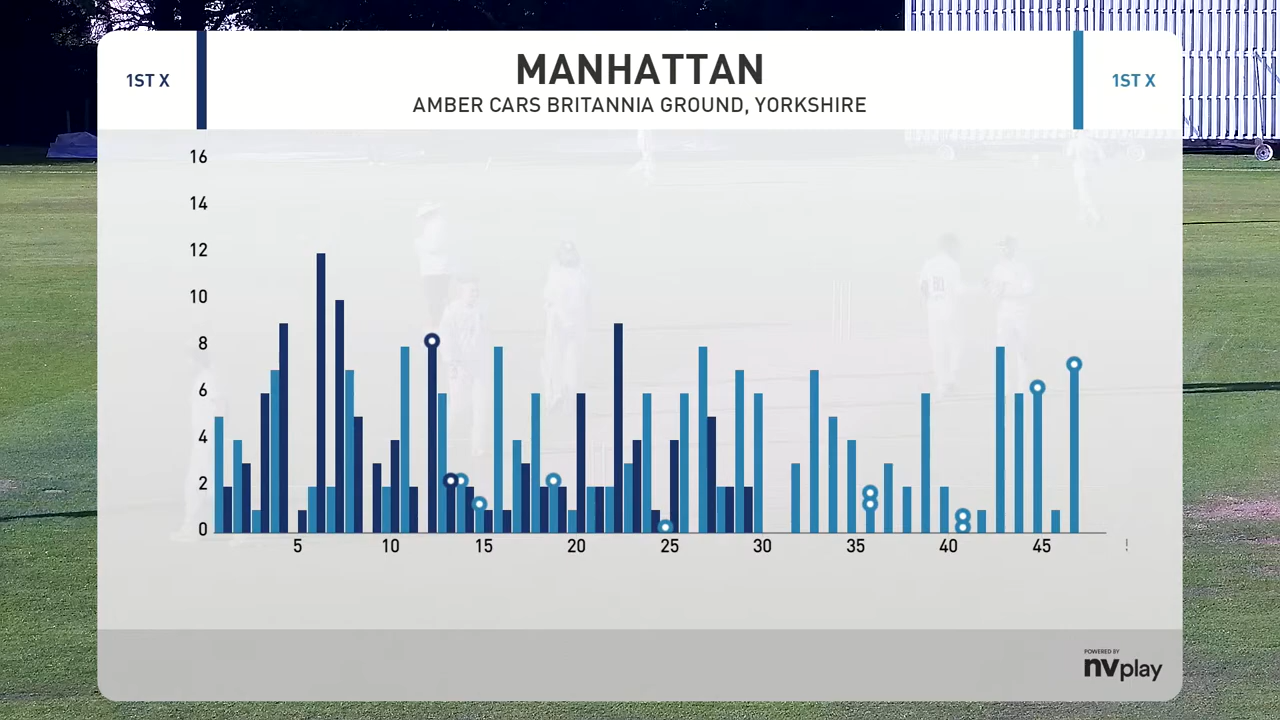 1ST X
MANHATTAN
AMBER CARS BRITANNIA GROUND, YORKSHIRE
1ST X
16
14
12
10
8
6
4
2
0
5 10 15 20 25 30 35 40 45
POWERED BY
nvplay